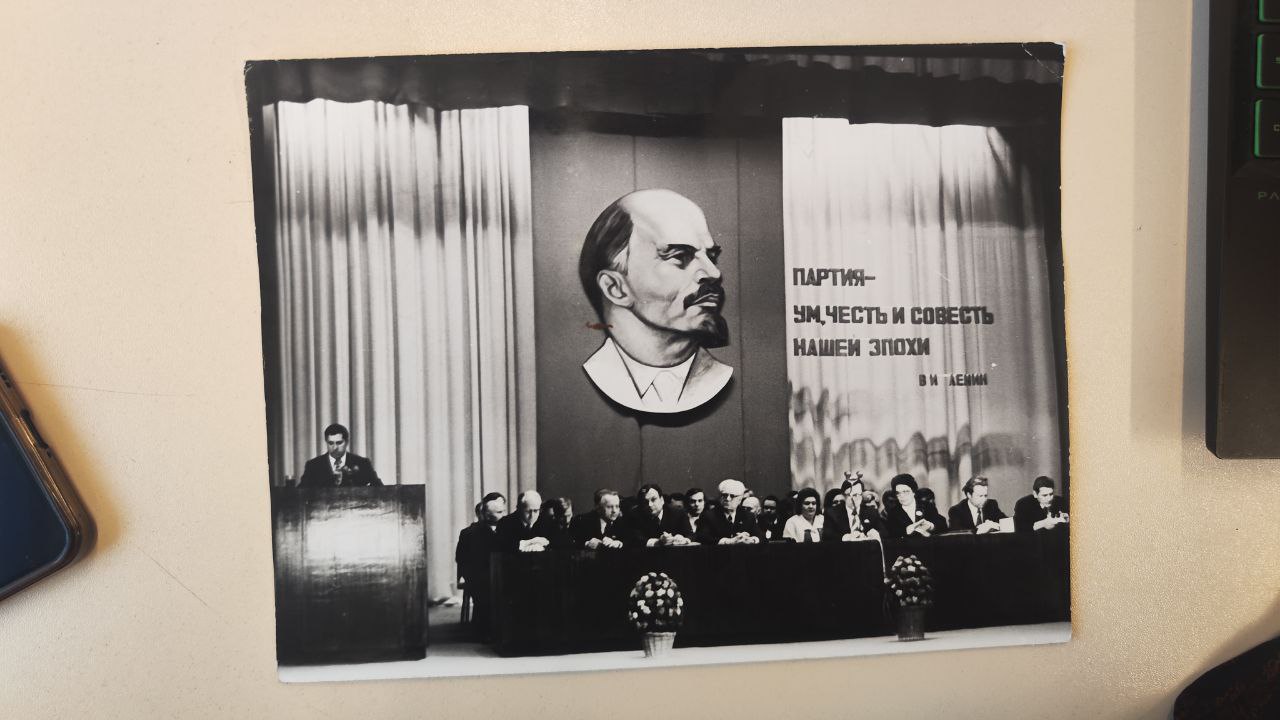 ПАРТИЯ–
УМ, ЧЕСТЬ И СОВЕСТЬ
НАШЕЙ ЭПОХИ
В И ЛЕНИН